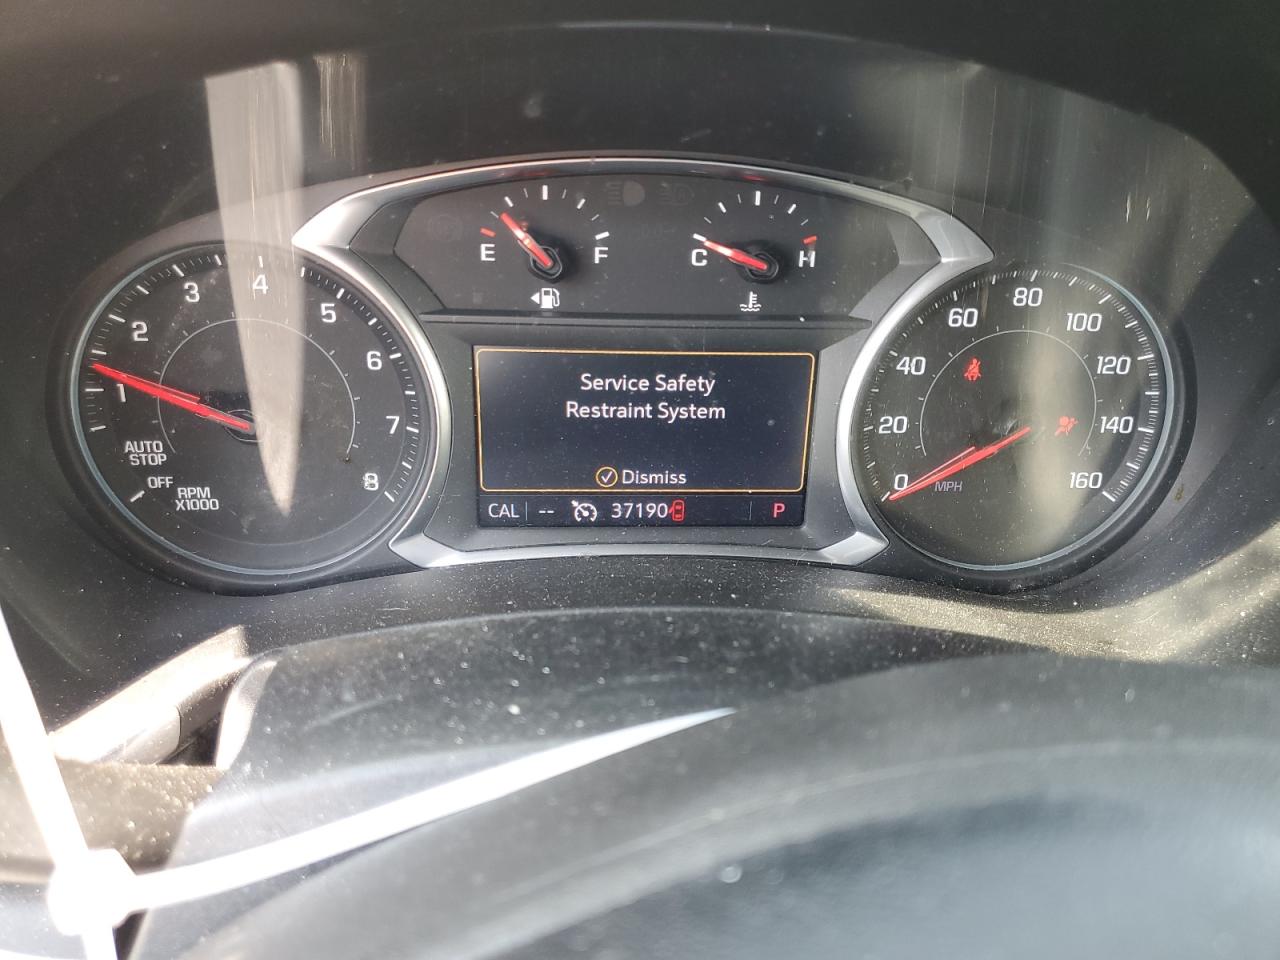 E
F
C
H
1
2
3
4
5
6
7
8
AUTO
STOP
OFF
RPM
X1000
Service Safety
Restraint System
Dismiss
CAL -- 37190 P
0
20
40
60
80
100
120
140
160
MPH